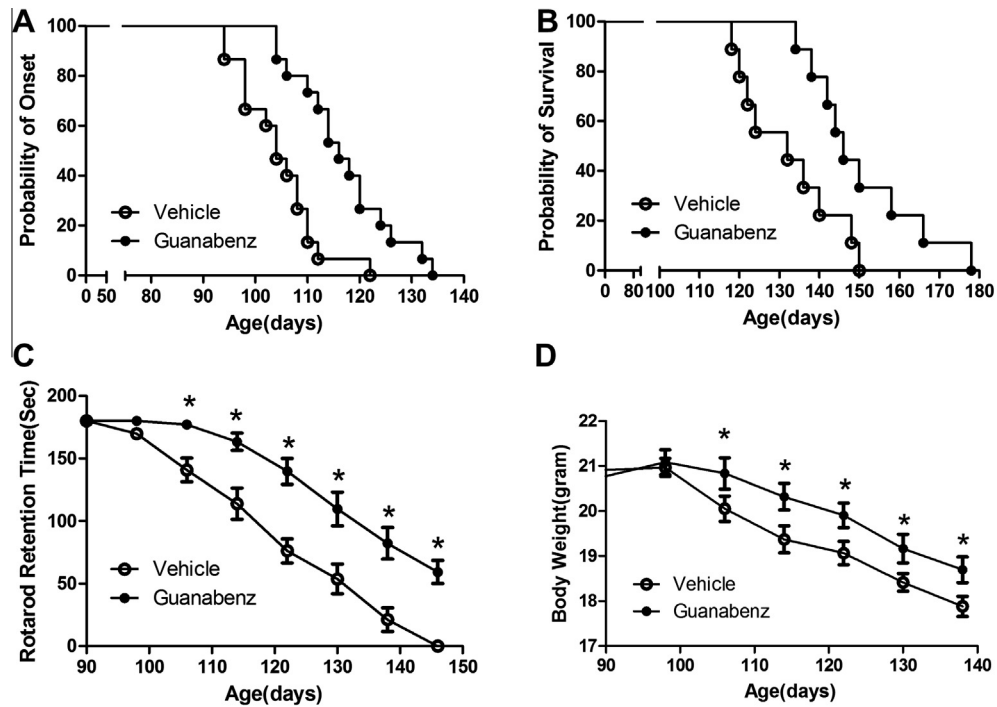 A
Probability of Onset
100
80
60
40
20
0
Vehicle
Guanabenz
0 50 80 90 100 110 120 130 140
Age(days)
B
Probability of Survival
100
80
60
40
20
0
Vehicle
Guanabenz
0 80 100 120 130 140 150 160 170 180
Age(days)
C
Rotarod Retention Time(Sec)
200
150
100
50
0
* * * * * *
Vehicle
Guanabenz
90 100 110 120 130 140 150
Age(days)
D
Body Weight(gram)
22
21
20
19
18
17
* * * * *
Vehicle
Guanabenz
90 100 110 120 130 140
Age(days)